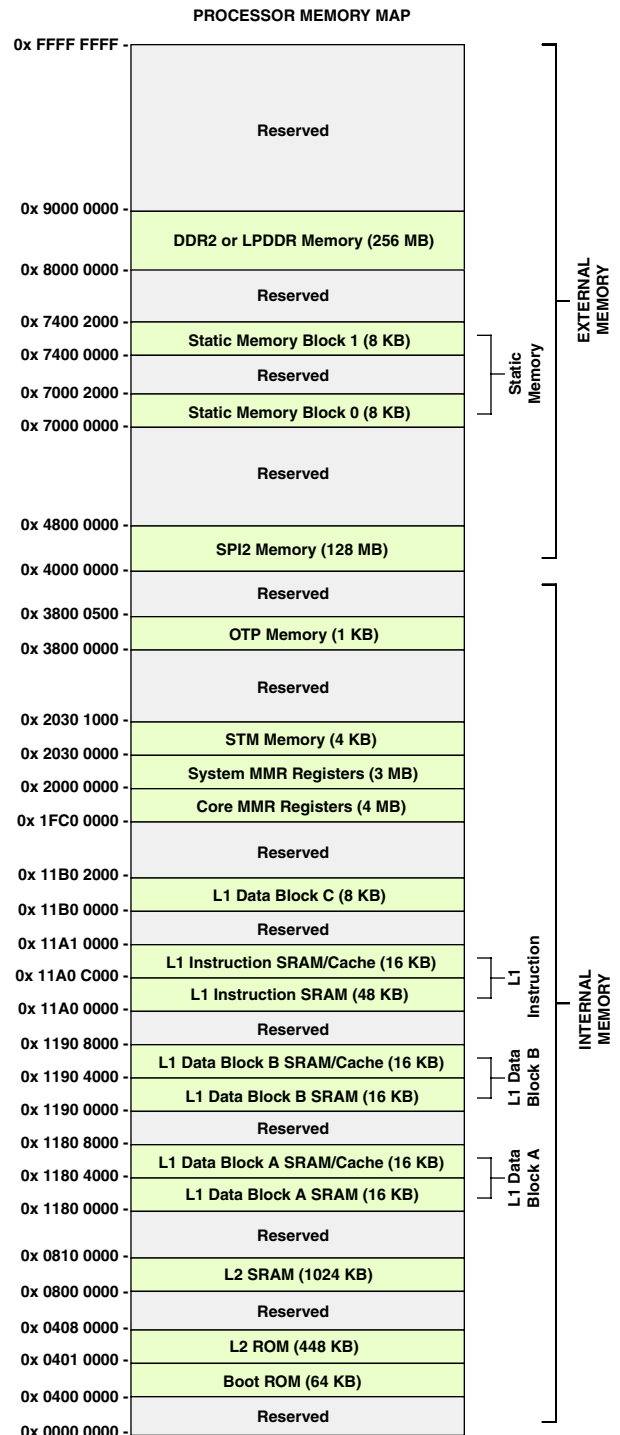 PROCESSOR MEMORY MAP
0x FFFF FFFF -
Reserved
0x 9000 0000 -
DDR2 or LPDDR Memory (256 MB)
0x 8000 0000 -
Reserved
0x 7400 2000 -
Static Memory Block 1 (8 KB)
0x 7400 0000 -
Reserved
0x 7000 2000 -
Static Memory Block 0 (8 KB)
0x 7000 0000 -
Static
Memory
EXTERNAL
MEMORY
Reserved
0x 4800 0000 -
SPI2 Memory (128 MB)
0x 4000 0000 -
Reserved
0x 3800 0500 -
OTP Memory (1 KB)
0x 3800 0000 -
Reserved
0x 2030 1000 -
STM Memory (4 KB)
0x 2030 0000 -
System MMR Registers (3 MB)
0x 2000 0000 -
Core MMR Registers (4 MB)
0x 1FC0 0000 -
Reserved
0x 11B0 2000 -
L1 Data Block C (8 KB)
0x 11B0 0000 -
Reserved
0x 11A1 0000 -
L1 Instruction SRAM/Cache (16 KB)
0x 11A0 C000 -
L1 Instruction SRAM (48 KB)
0x 11A0 0000 -
L1
Instruction
INTERNAL
MEMORY
Reserved
0x 1190 8000 -
L1 Data Block B SRAM/Cache (16 KB)
0x 1190 4000 -
L1 Data Block B SRAM (16 KB)
0x 1190 0000 -
L1 Data
Block B
Reserved
0x 1180 8000 -
L1 Data Block A SRAM/Cache (16 KB)
0x 1180 4000 -
L1 Data Block A SRAM (16 KB)
0x 1180 0000 -
L1 Data
Block A
Reserved
0x 0810 0000 -
L2 SRAM (1024 KB)
0x 0800 0000 -
Reserved
0x 0408 0000 -
L2 ROM (448 KB)
0x 0401 0000 -
Boot ROM (64 KB)
0x 0400 0000 -
Reserved
0x 0000 0000 -